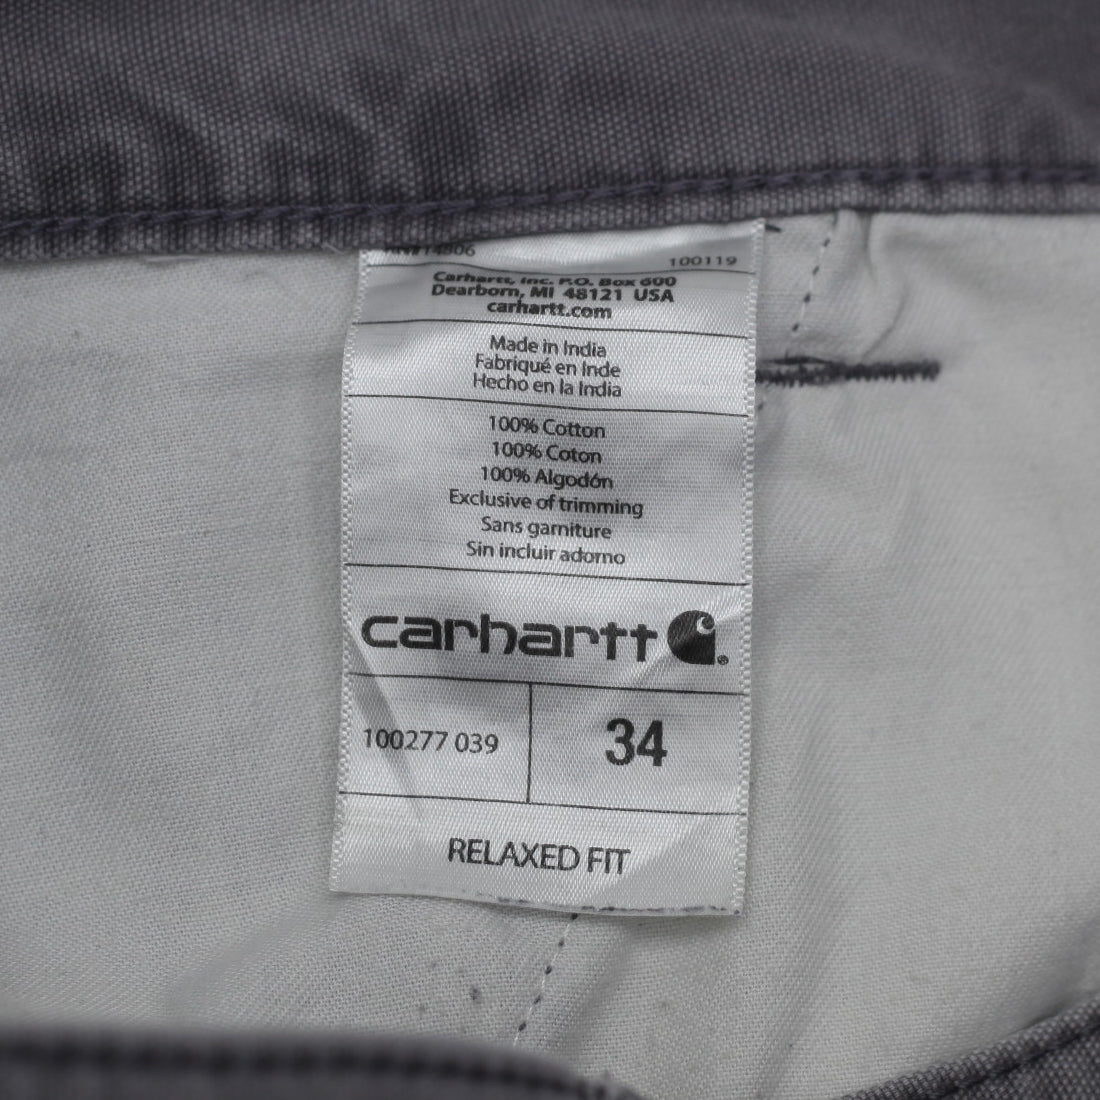 100119
Carhartt, Inc. P.O. Box 600
Dearborn, MI 48121 USA
carhartt.com
Made in India
Fabriqué en Inde
Hecho en la India
100% Cotton
100% Coton
100% Algodón
Exclusive of trimming
Sans garniture
Sin incluir adorno
carhartt ®
100277 039
34
RELAXED FIT